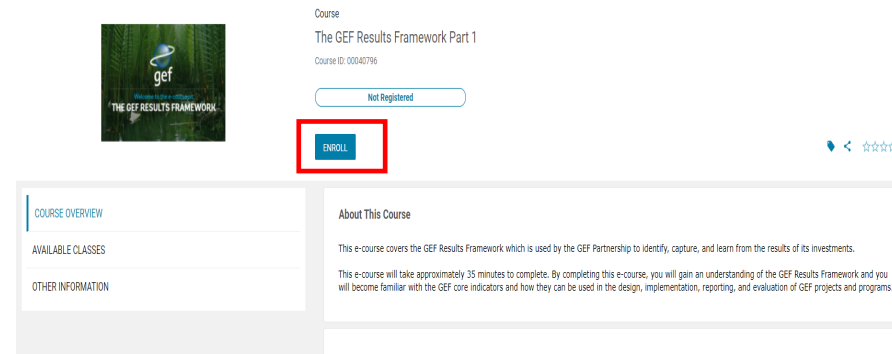 Course
The GEF Results Framework Part 1
Course ID: 00040796
Not Registered
ENROLL
gef
Welcome to the e-course on
THE GEF RESULTS FRAMEWORK
COURSE OVERVIEW
AVAILABLE CLASSES
OTHER INFORMATION
About This Course
This e-course covers the GEF Results Framework which is used by the GEF Partnership to identify, capture, and learn from the results of its investments.
This e-course will take approximately 35 minutes to complete. By completing this e-course, you will gain an understanding of the GEF Results Framework and you
will become familiar with the GEF core indicators and how they can be used in the design, implementation, reporting, and evaluation of GEF projects and programs.